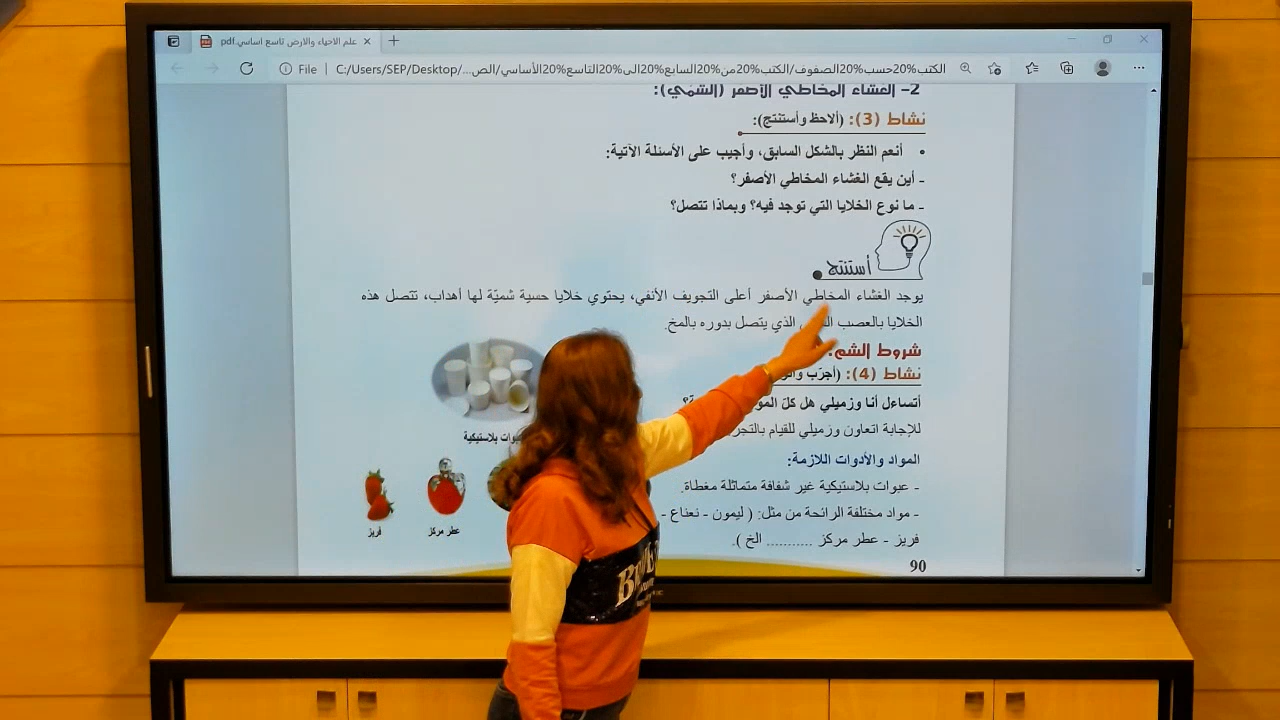 علم الاحياء والارض تاسع اساسي.pdf
File | C:/Users/SEP/Desktop/...الكتب%20حسب%20الصفوف/الكتب%20من%20السابع%20الى%20التاسع%20الأساسي/الص
2- الغشاء المخاطي الأصفر (الشمّي):
نشاط (3): (ألاحظ وأستنتج):
• أنعم النظر بالشكل السابق، وأجيب على الأسئلة الآتية:
- أين يقع الغشاء المخاطي الأصفر؟
- ما نوع الخلايا التي توجد فيه؟ وبماذا تتصل؟
أستنتج
يوجد الغشاء المخاطي الأصفر أعلى التجويف الأنفي، يحتوي خلايا حسية شميّة لها أهداب، تتصل هذه
الخلايا بالعصب الذي يتصل بدوره بالمخ.
شروط الشم:
نشاط (4): (أجرّب
أتساءل أنا وزميلي هل كلّ
للإجابة اتعاون وزميلي للقيام
بلاستيكية
المواد والأدوات اللازمة:
- عبوات بلاستيكية غير شفافة متماثلة مغطاة.
- مواد مختلفة الرائحة من مثل: ( ليمون - نعناع -
فريز - عطر مركز ........... الخ ).
عطر مركز
فريز
90